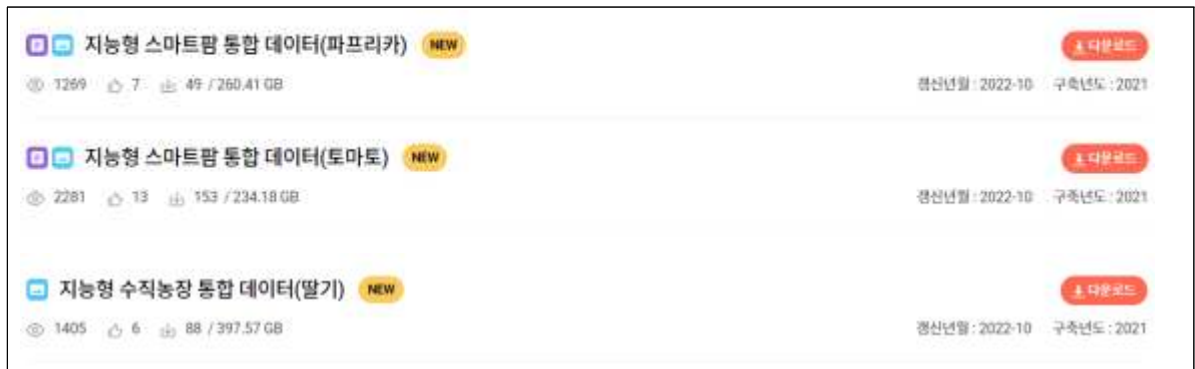 지능형 스마트팜 통합 데이터(파프리카) NEW 다운로드
1269 7 49 / 260.41 GB 갱신년월 : 2022-10 구축년도 : 2021
지능형 스마트팜 통합 데이터(토마토) NEW 다운로드
2281 13 153 / 234.18 GB 갱신년월 : 2022-10 구축년도 : 2021
지능형 수직농장 통합 데이터(딸기) NEW 다운로드
1405 6 88 / 397.57 GB 갱신년월 : 2022-10 구축년도 : 2021